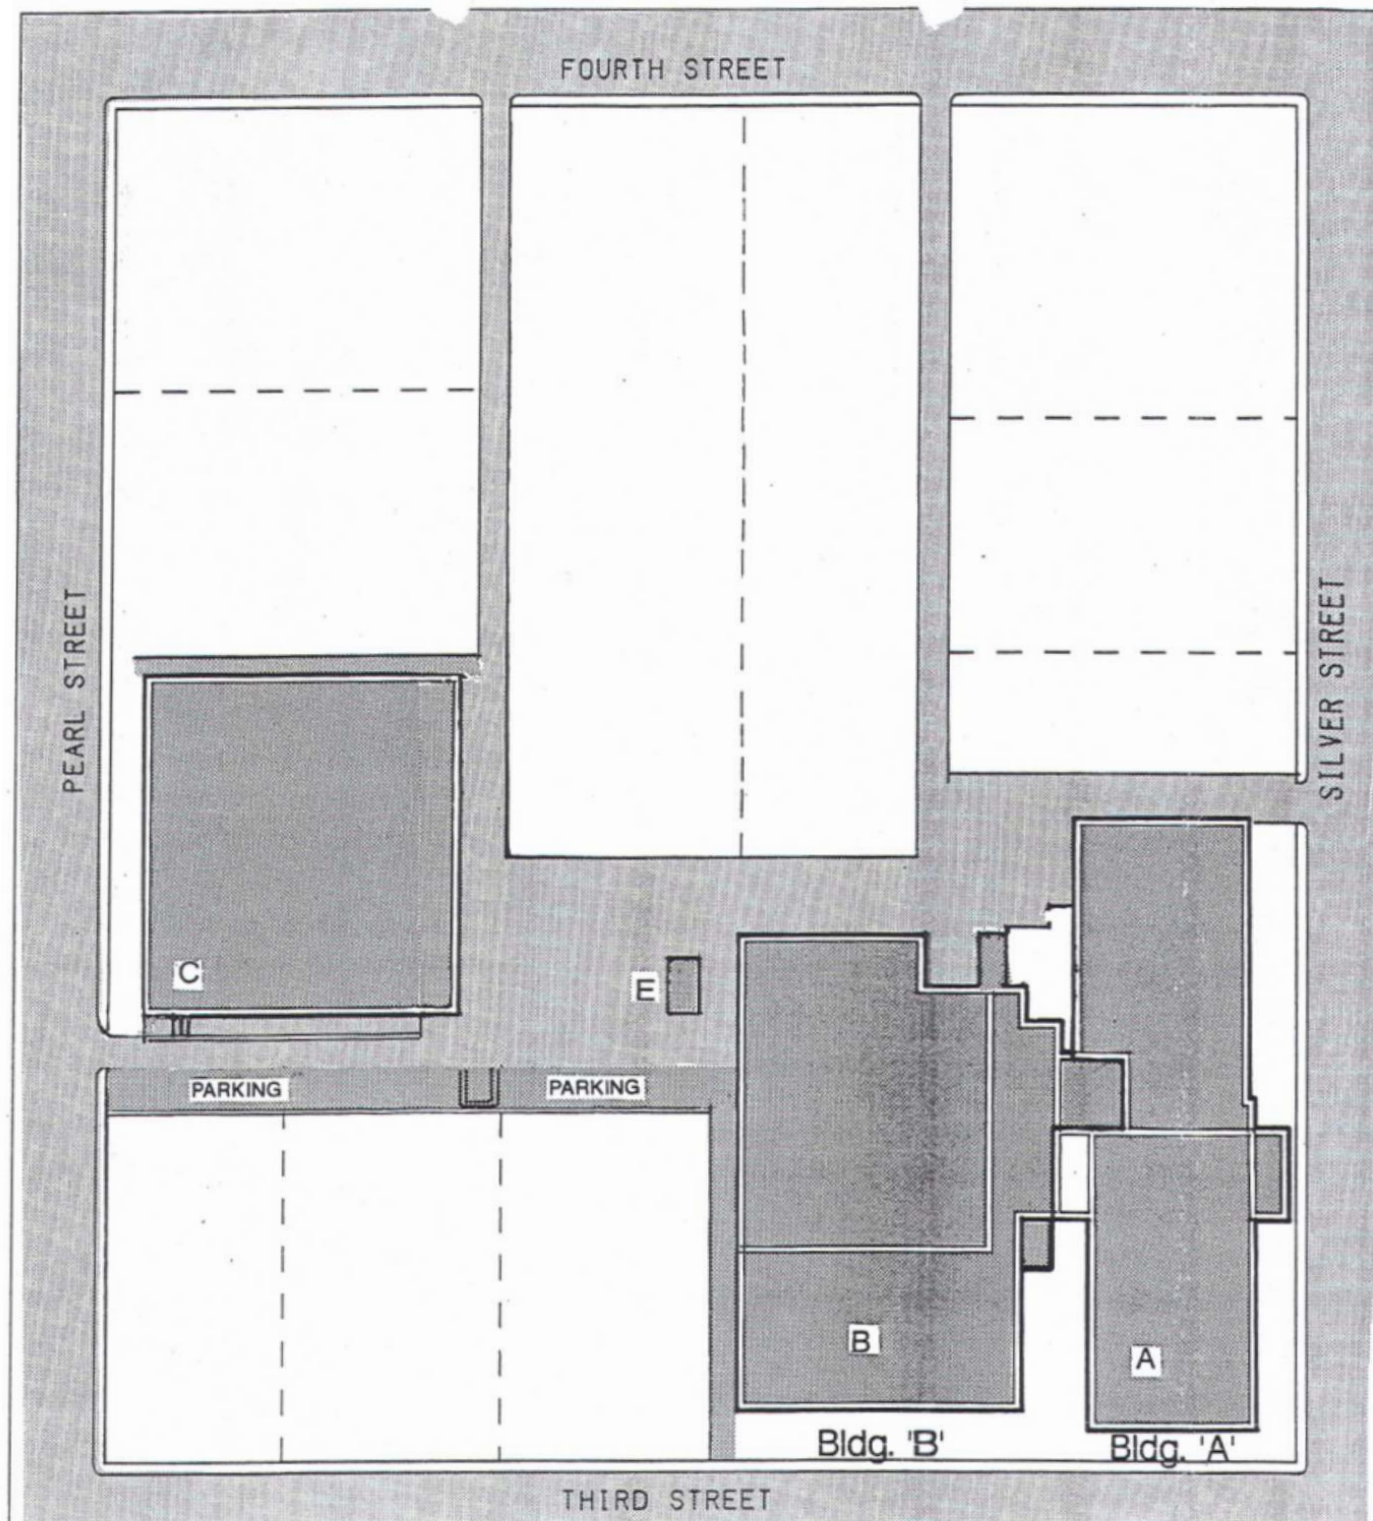 FOURTH STREET
PEARL STREET
SILVER STREET
C
E
PARKING
PARKING
B
A
Bldg. 'B'
Bldg. 'A'
THIRD STREET